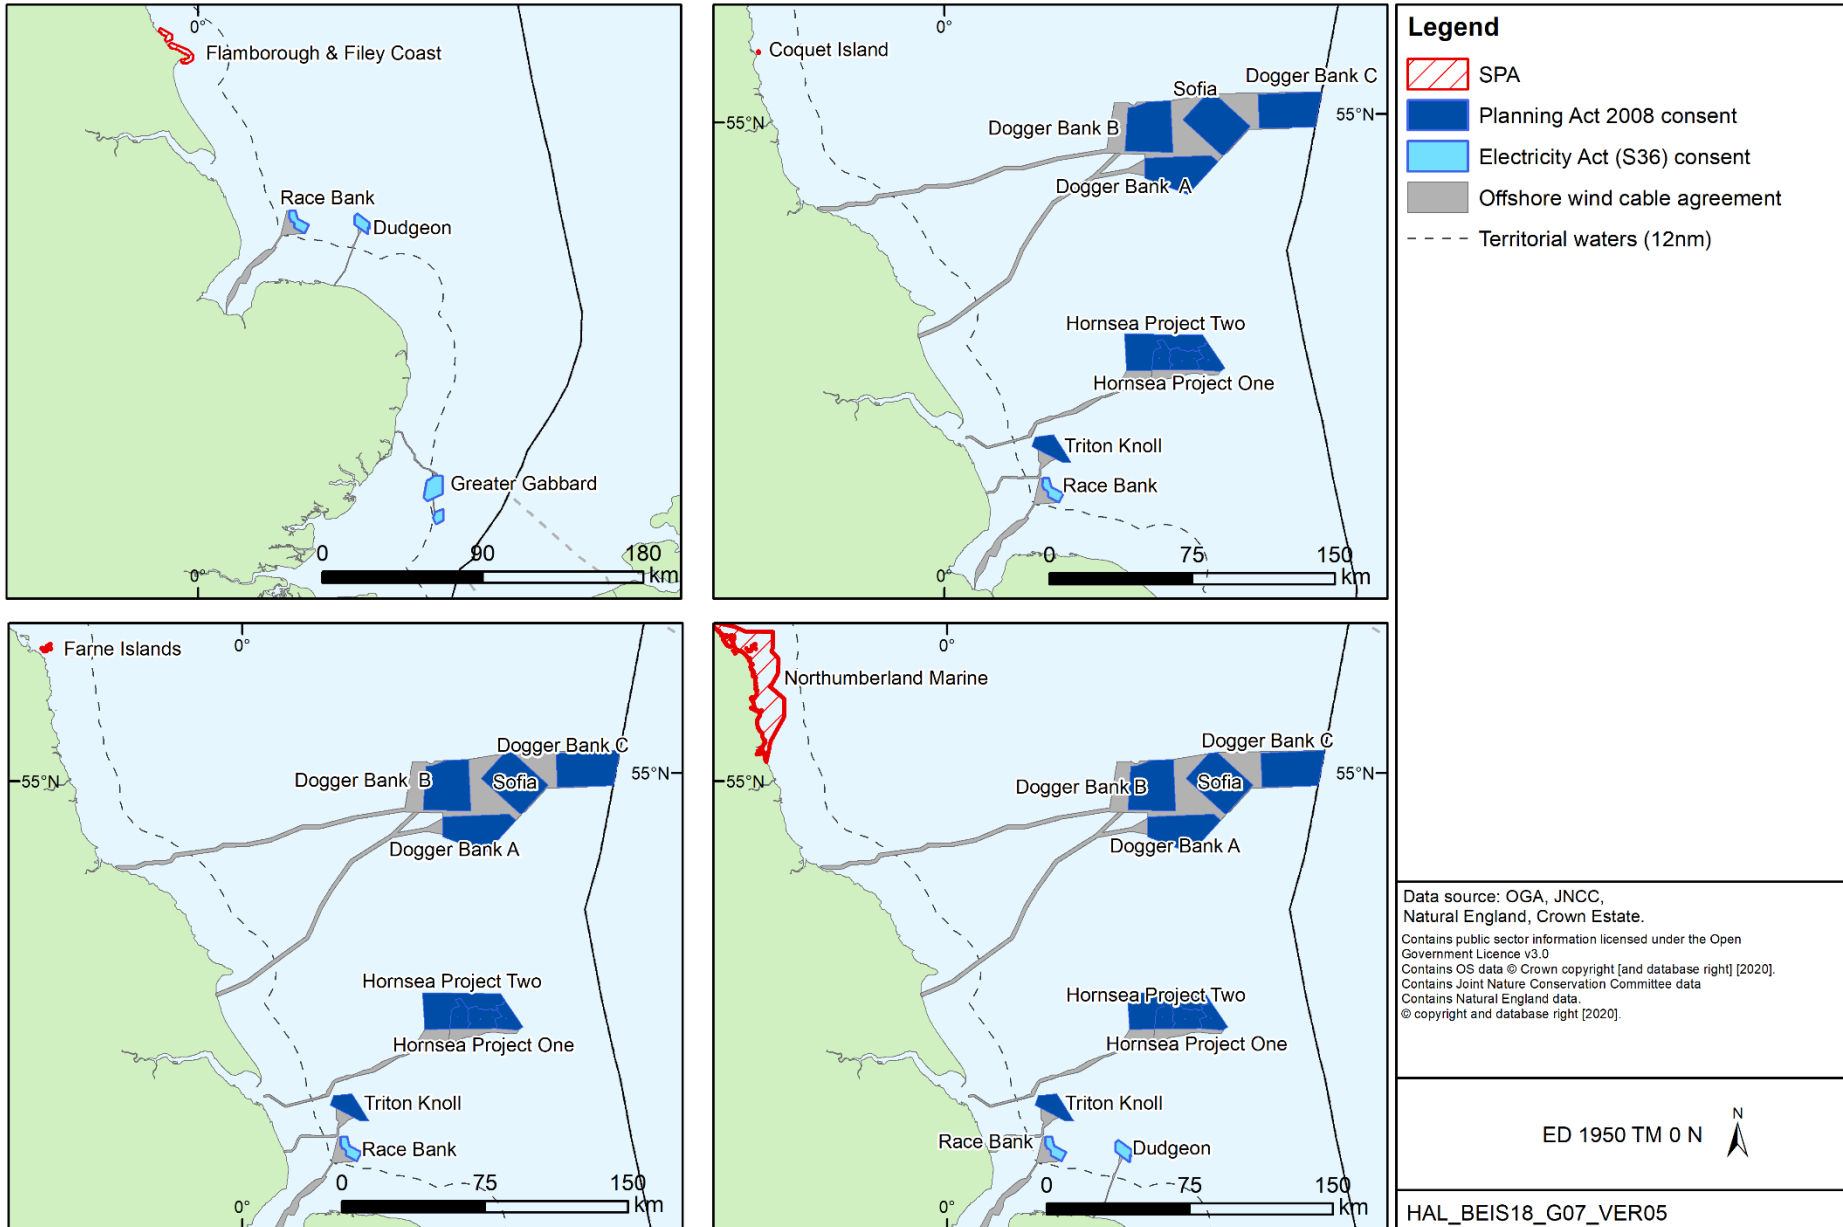 0°
Flamborough & Filey Coast
Race Bank
Dudgeon
Greater Gabbard
0
90
180
km
0°
0°
Coquet Island
Dogger Bank C
Sofia
55°N
55°N
Dogger Bank B
Dogger Bank A
Hornsea Project Two
Hornsea Project One
Triton Knoll
Race Bank
0
75
150
km
0°
0°
Farne Islands
Dogger Bank C
55°N
55°N
Dogger Bank B
Sofia
Dogger Bank A
Hornsea Project Two
Hornsea Project One
Triton Knoll
Race Bank
0
75
150
km
0°
0°
Northumberland Marine
Dogger Bank C
55°N
55°N
Dogger Bank B
Sofia
Dogger Bank A
Hornsea Project Two
Hornsea Project One
Triton Knoll
Race Bank
Dudgeon
0
75
150
km
0°
Legend
SPA
Planning Act 2008 consent
Electricity Act (S36) consent
Offshore wind cable agreement
Territorial waters (12nm)
Data source: OGA, JNCC,
Natural England, Crown Estate.
Contains public sector information licensed under the Open
Government Licence v3.0
Contains OS data © Crown copyright [and database right] [2020].
Contains Joint Nature Conservation Committee data
Contains Natural England data.
© copyright and database right [2020].
ED 1950 TM 0 N
N
HAL_BEIS18_G07_VER05